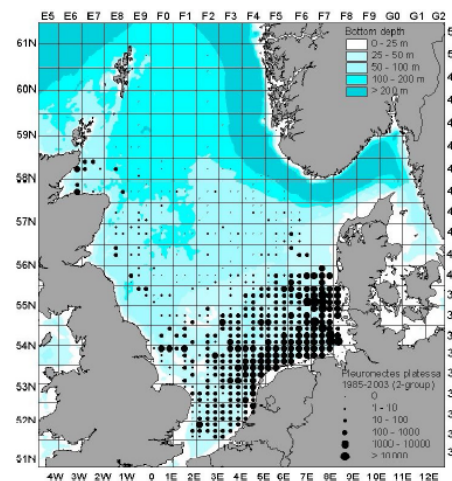 E5 E6 E7 E8 E9 F0 F1 F2 F3 F4 F5 F6 F7 F8 F9 G0 G1 G2
61N
60N
59N
58N
57N
56N
55N
54N
53N
52N
51N
Bottom depth
0 - 25 m
25 - 50 m
50 - 100 m
100 - 200 m
> 200 m
Pleuronectes platessa
1985-2003 (2-group)
0
1 - 10
10 - 100
100 - 1000
1000 - 10000
> 10000
4W 3W 2W 1W 0 1E 2E 3E 4E 5E 6E 7E 8E 9E 10E 12E